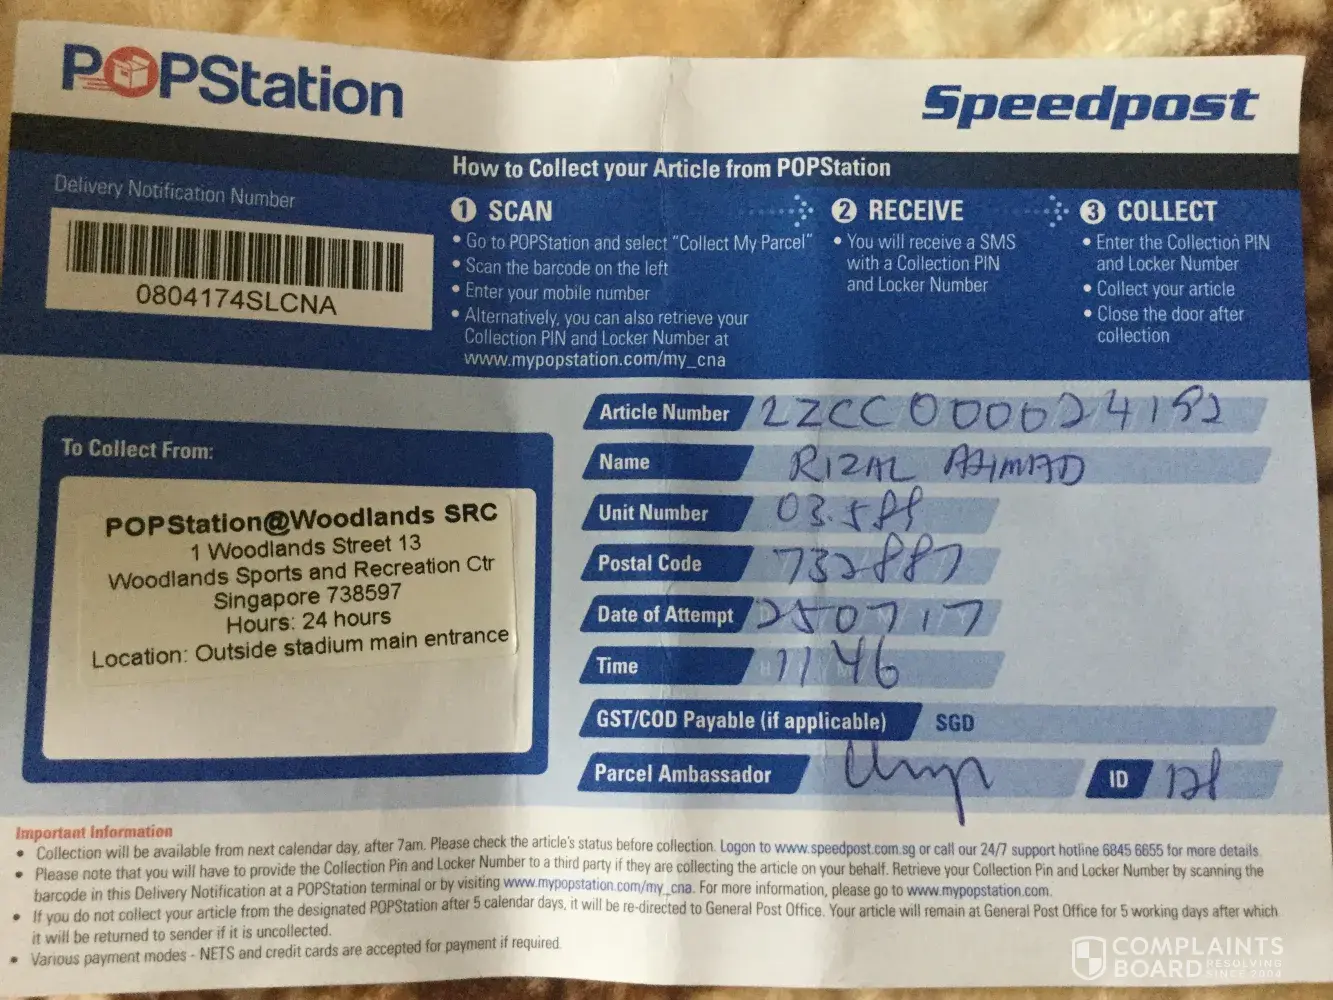 POPStation
Speedpost
How to Collect your Article from POPStation
Delivery Notification Number
0804174SLCNA
1 SCAN
• Go to POPStation and select "Collect My Parcel"
• Scan the barcode on the left
• Enter your mobile number
• Alternatively, you can also retrieve your
Collection PIN and Locker Number at
www.mypopstation.com/my_cna
2 RECEIVE
• You will receive a SMS
with a Collection PIN
and Locker Number
3 COLLECT
• Enter the Collection PIN
and Locker Number
• Collect your article
• Close the door after
collection
To Collect From:
POPStation@Woodlands SRC
1 Woodlands Street 13
Woodlands Sports and Recreation Ctr
Singapore 738597
Hours: 24 hours
Location: Outside stadium main entrance
Article Number ZZCC0000024192
Name RIZAL AHMAD
Unit Number 03.588
Postal Code 732887
Date of Attempt 250717
Time 1146
GST/COD Payable (if applicable) SGD
Parcel Ambassador
ID
Important Information
• Collection will be available from next calendar day, after 7am. Please check the article's status before collection. Logon to www.speedpost.com.sg or call our 24/7 support hotline 6845 6655 for more details.
• Please note that you will have to provide the Collection Pin and Locker Number to a third party if they are collecting the article on your behalf. Retrieve your Collection Pin and Locker Number by scanning the
barcode in this Delivery Notification at a POPStation terminal or by visiting www.mypopstation.com/my_cna. For more information, please go to www.mypopstation.com.
• If you do not collect your article from the designated POPStation after 5 calendar days, it will be re-directed to General Post Office. Your article will remain at General Post Office for 5 working days after which
it will be returned to sender if it is uncollected.
• Various payment modes - NETS and credit cards are accepted for payment if required.
COMPLAINTS
BOARD RESOLVING
SINCE 2004